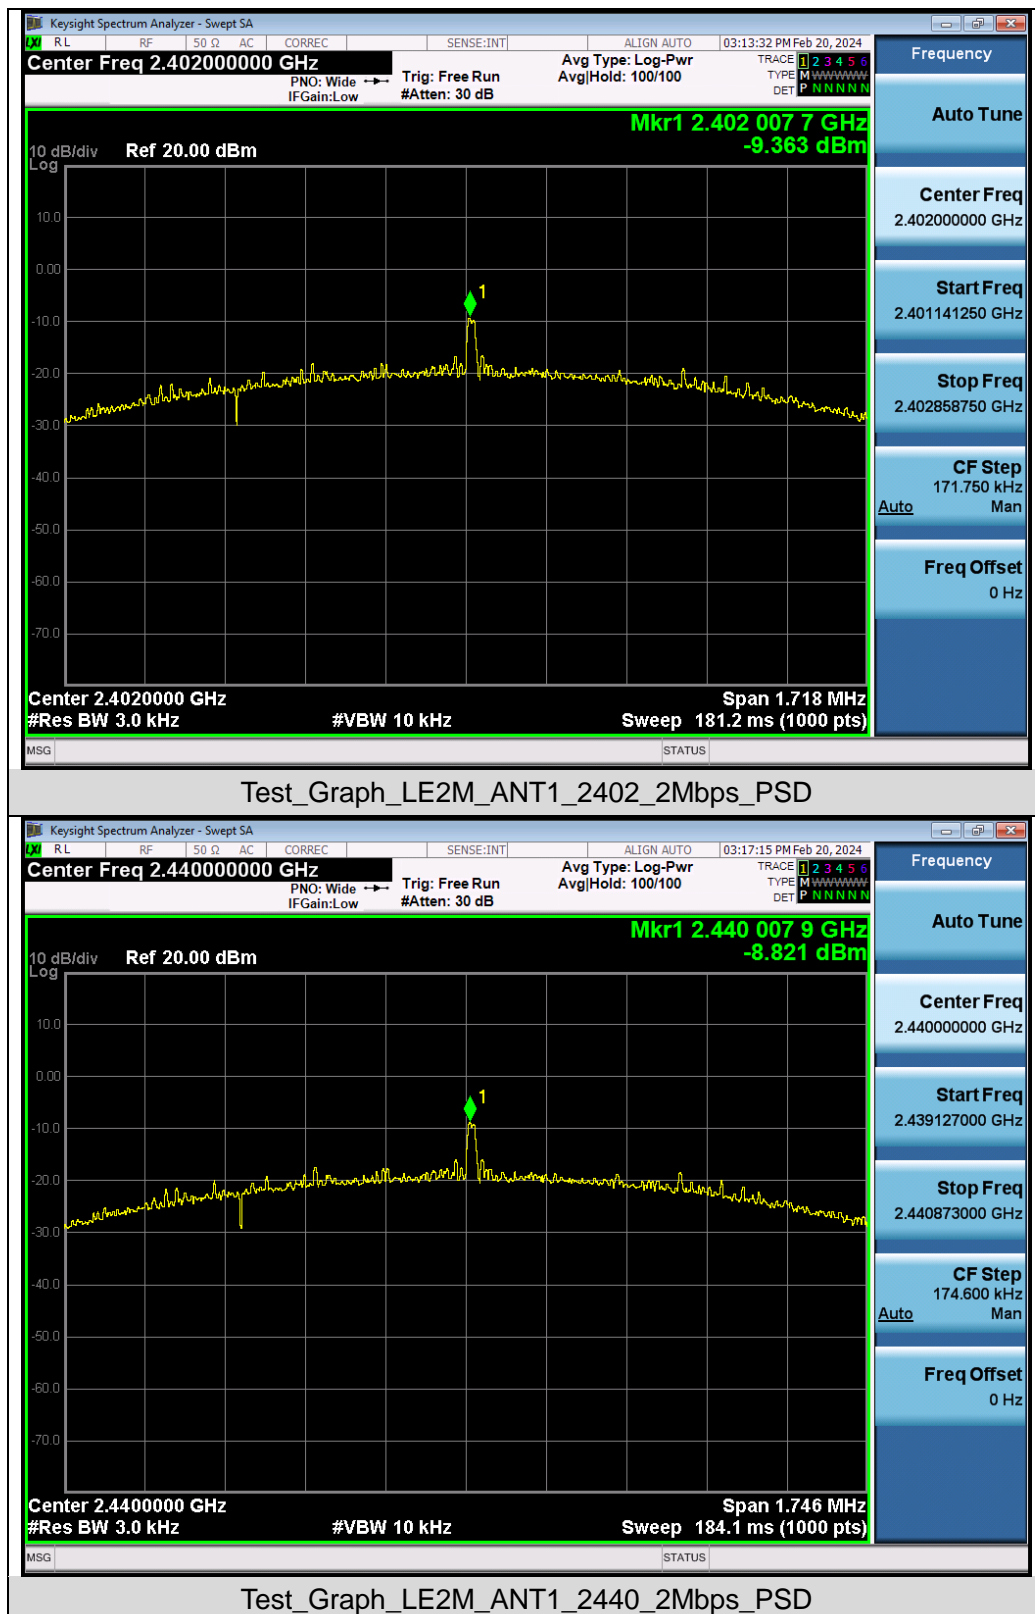 Keysight Spectrum Analyzer - Swept SA
LXI RL RF 50 Ω AC CORREC SENSE:INT ALIGN AUTO 03:13:32 PM Feb 20, 2024
Center Freq 2.402000000 GHz
PNO: Wide
IFGain:Low
Trig: Free Run
#Atten: 30 dB
Avg Type: Log-Pwr
Avg|Hold: 100/100
TRACE 1 2 3 4 5 6
TYPE M W W W W W
DET P N N N N N
Mkr1 2.402 007 7 GHz
-9.363 dBm
10 dB/div Ref 20.00 dBm
Log
10.0
0.00
-10.0
-20.0
-30.0
-40.0
-50.0
-60.0
-70.0
1
Center 2.4020000 GHz Span 1.718 MHz
#Res BW 3.0 kHz #VBW 10 kHz Sweep 181.2 ms (1000 pts)
MSG STATUS
Frequency
Auto Tune
Center Freq
2.402000000 GHz
Start Freq
2.401141250 GHz
Stop Freq
2.402858750 GHz
CF Step
171.750 kHz
Auto Man
Freq Offset
0 Hz
Test_Graph_LE2M_ANT1_2402_2Mbps_PSD
Keysight Spectrum Analyzer - Swept SA
LXI RL RF 50 Ω AC CORREC SENSE:INT ALIGN AUTO 03:17:15 PM Feb 20, 2024
Center Freq 2.440000000 GHz
PNO: Wide
IFGain:Low
Trig: Free Run
#Atten: 30 dB
Avg Type: Log-Pwr
Avg|Hold: 100/100
TRACE 1 2 3 4 5 6
TYPE M W W W W W
DET P N N N N N
Mkr1 2.440 007 9 GHz
-8.821 dBm
10 dB/div Ref 20.00 dBm
Log
10.0
0.00
-10.0
-20.0
-30.0
-40.0
-50.0
-60.0
-70.0
1
Center 2.4400000 GHz Span 1.746 MHz
#Res BW 3.0 kHz #VBW 10 kHz Sweep 184.1 ms (1000 pts)
MSG STATUS
Frequency
Auto Tune
Center Freq
2.440000000 GHz
Start Freq
2.439127000 GHz
Stop Freq
2.440873000 GHz
CF Step
174.600 kHz
Auto Man
Freq Offset
0 Hz
Test_Graph_LE2M_ANT1_2440_2Mbps_PSD